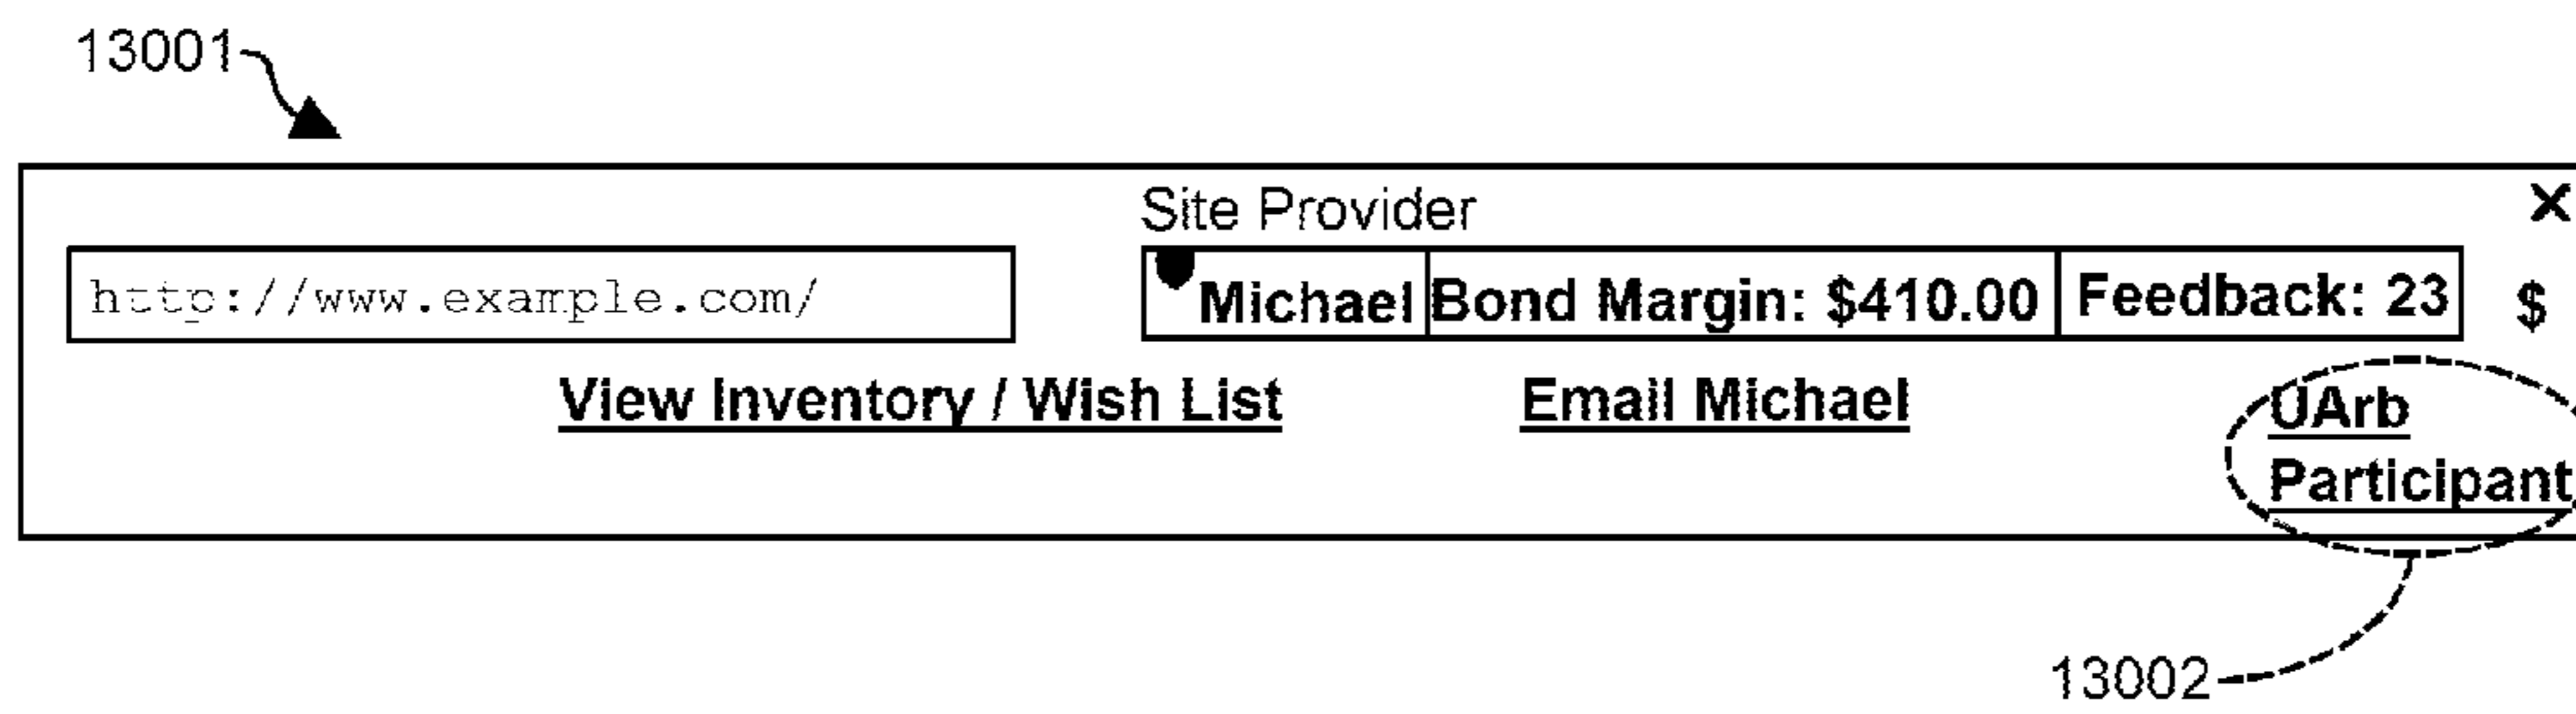 13001
Site Provider X
http://www.example.com/ Michael Bond Margin: $410.00 Feedback: 23 $
View Inventory / Wish List Email Michael UArb
Participant
13002